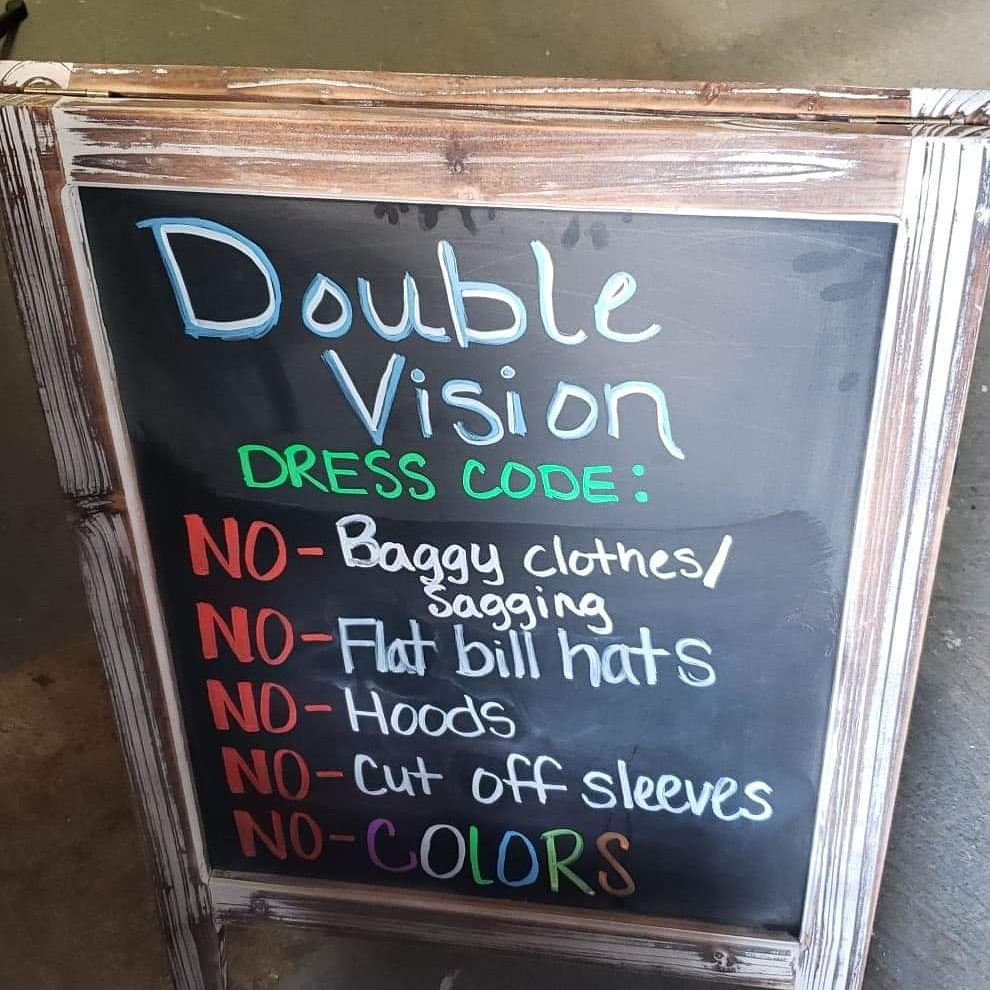 Double
Vision
DRESS CODE:
NO- Baggy clothes/
sagging
NO- Flat bill hats
NO- Hoods
NO- Cut off sleeves
NO- COLORS